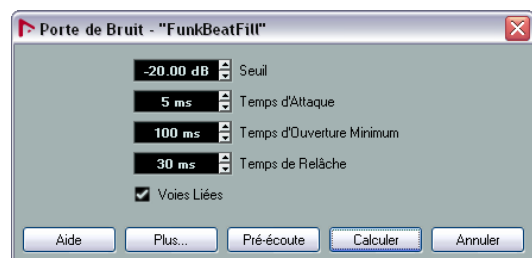 Porte de Bruit - "FunkBeatFill"
-20.00 dB Seuil
5 ms Temps d'Attaque
100 ms Temps d'Ouverture Minimum
30 ms Temps de Relâche
Voies Liées
Aide Plus... Pré-écoute Calculer Annuler